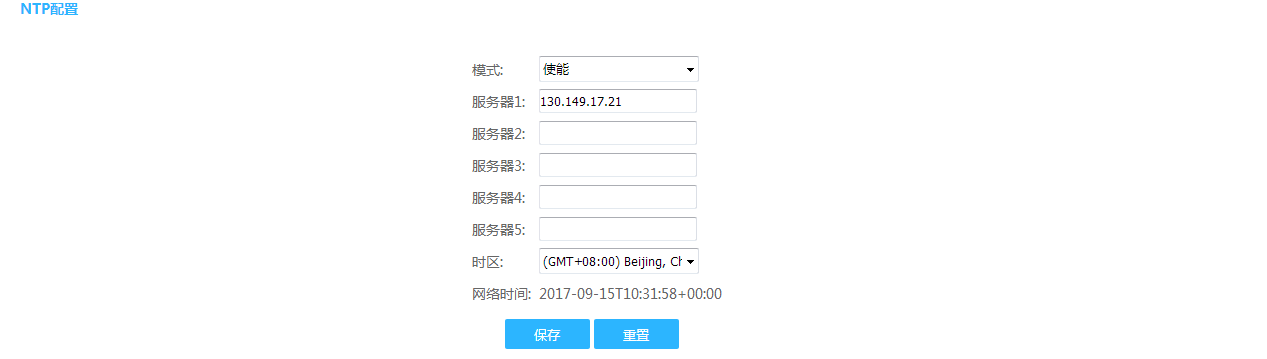 NTP配置
模式: 使能
服务器1: 130.149.17.21
服务器2:
服务器3:
服务器4:
服务器5:
时区: (GMT+08:00) Beijing, Ch
网络时间: 2017-09-15T10:31:58+00:00
保存 重置